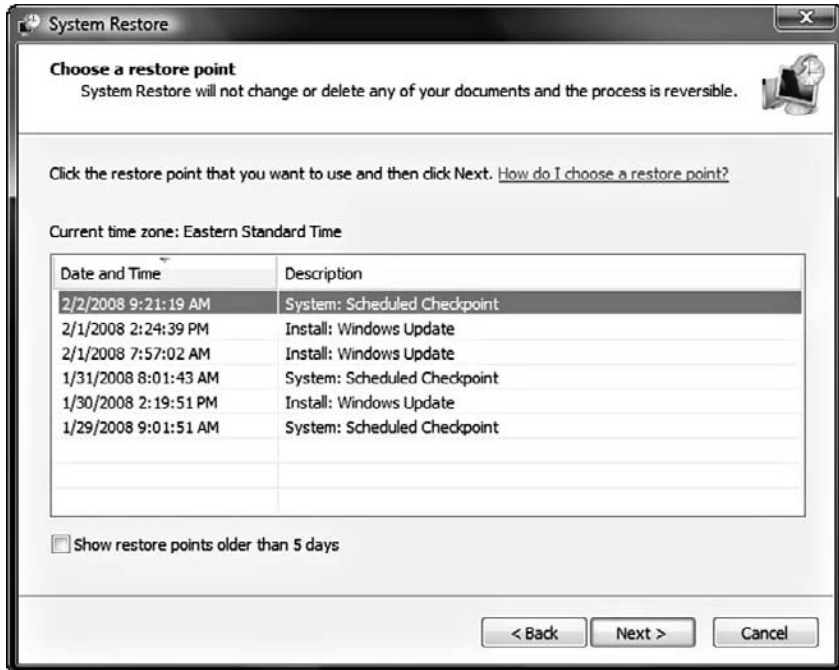 System Restore
Choose a restore point
System Restore will not change or delete any of your documents and the process is reversible.
Click the restore point that you want to use and then click Next. How do I choose a restore point?
Current time zone: Eastern Standard Time
Date and Time Description
2/2/2008 9:21:19 AM System: Scheduled Checkpoint
2/1/2008 2:24:39 PM Install: Windows Update
2/1/2008 7:57:02 AM Install: Windows Update
1/31/2008 8:01:43 AM System: Scheduled Checkpoint
1/30/2008 2:19:51 PM Install: Windows Update
1/29/2008 9:01:51 AM System: Scheduled Checkpoint
Show restore points older than 5 days
< Back Next > Cancel